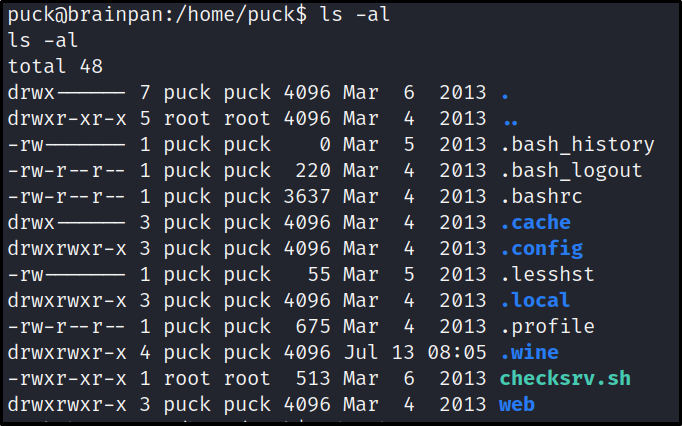 puck@brainpan:/home/puck$ ls -al
ls -al
total 48
drwx------ 7 puck puck 4096 Mar  6  2013 .
drwxr-xr-x 5 root root 4096 Mar  4  2013 ..
-rw------- 1 puck puck    0 Mar  5  2013 .bash_history
-rw-r--r-- 1 puck puck  220 Mar  4  2013 .bash_logout
-rw-r--r-- 1 puck puck 3637 Mar  4  2013 .bashrc
drwx------ 3 puck puck 4096 Mar  4  2013 .cache
drwxrwxr-x 3 puck puck 4096 Mar  4  2013 .config
-rw------- 1 puck puck   55 Mar  5  2013 .lesshst
drwxrwxr-x 3 puck puck 4096 Mar  4  2013 .local
-rw-r--r-- 1 puck puck  675 Mar  4  2013 .profile
drwxrwxr-x 4 puck puck 4096 Jul 13 08:05 .wine
-rwxr-xr-x 1 root root  513 Mar  6  2013 checksrv.sh
drwxrwxr-x 3 puck puck 4096 Mar  4  2013 web